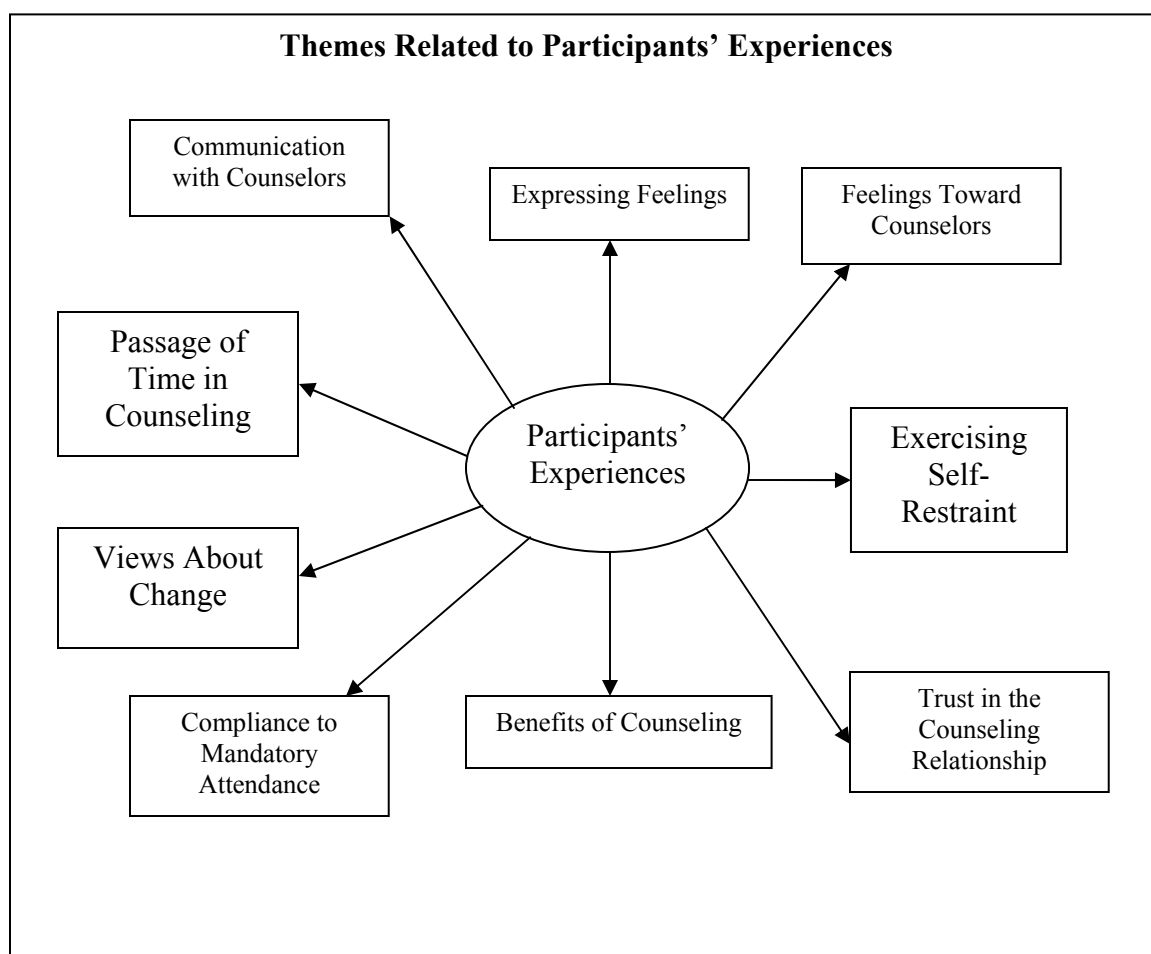 Themes Related to Participants’ Experiences
Communication
with Counselors
Expressing Feelings
Feelings Toward
Counselors
Passage of
Time in
Counseling
Participants’
Experiences
Exercising
Self-
Restraint
Views About
Change
Compliance to
Mandatory
Attendance
Benefits of Counseling
Trust in the
Counseling
Relationship